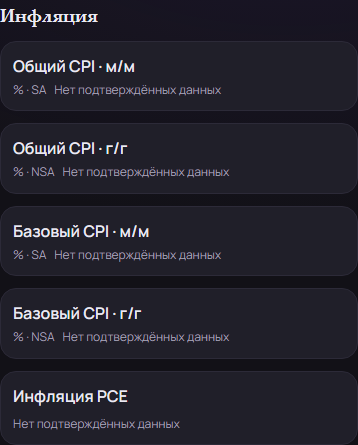 Инфляция
Общий CPI · м/м
% · SA Нет подтверждённых данных
Общий CPI · г/г
% · NSA Нет подтверждённых данных
Базовый CPI · м/м
% · SA Нет подтверждённых данных
Базовый CPI · г/г
% · NSA Нет подтверждённых данных
Инфляция PCE
Нет подтверждённых данных